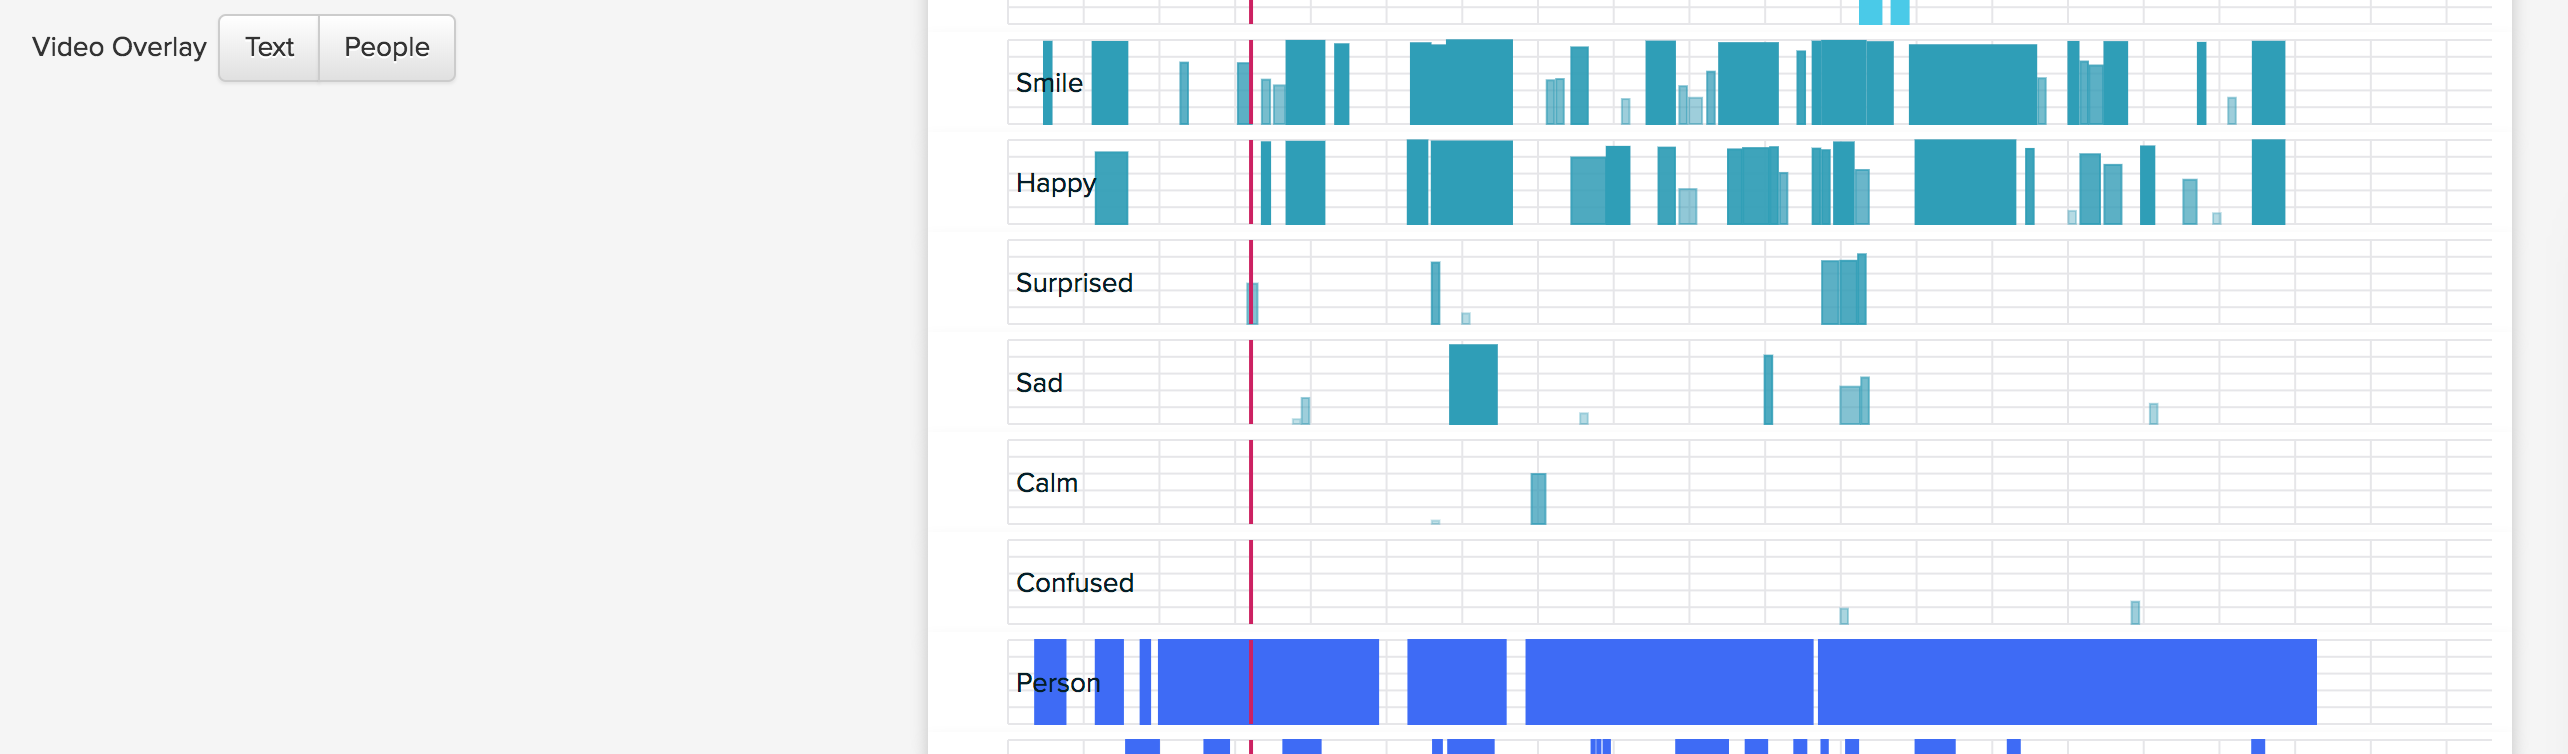 Video Overlay Text People
Smile
Happy
Surprised
Sad
Calm
Confused
Person